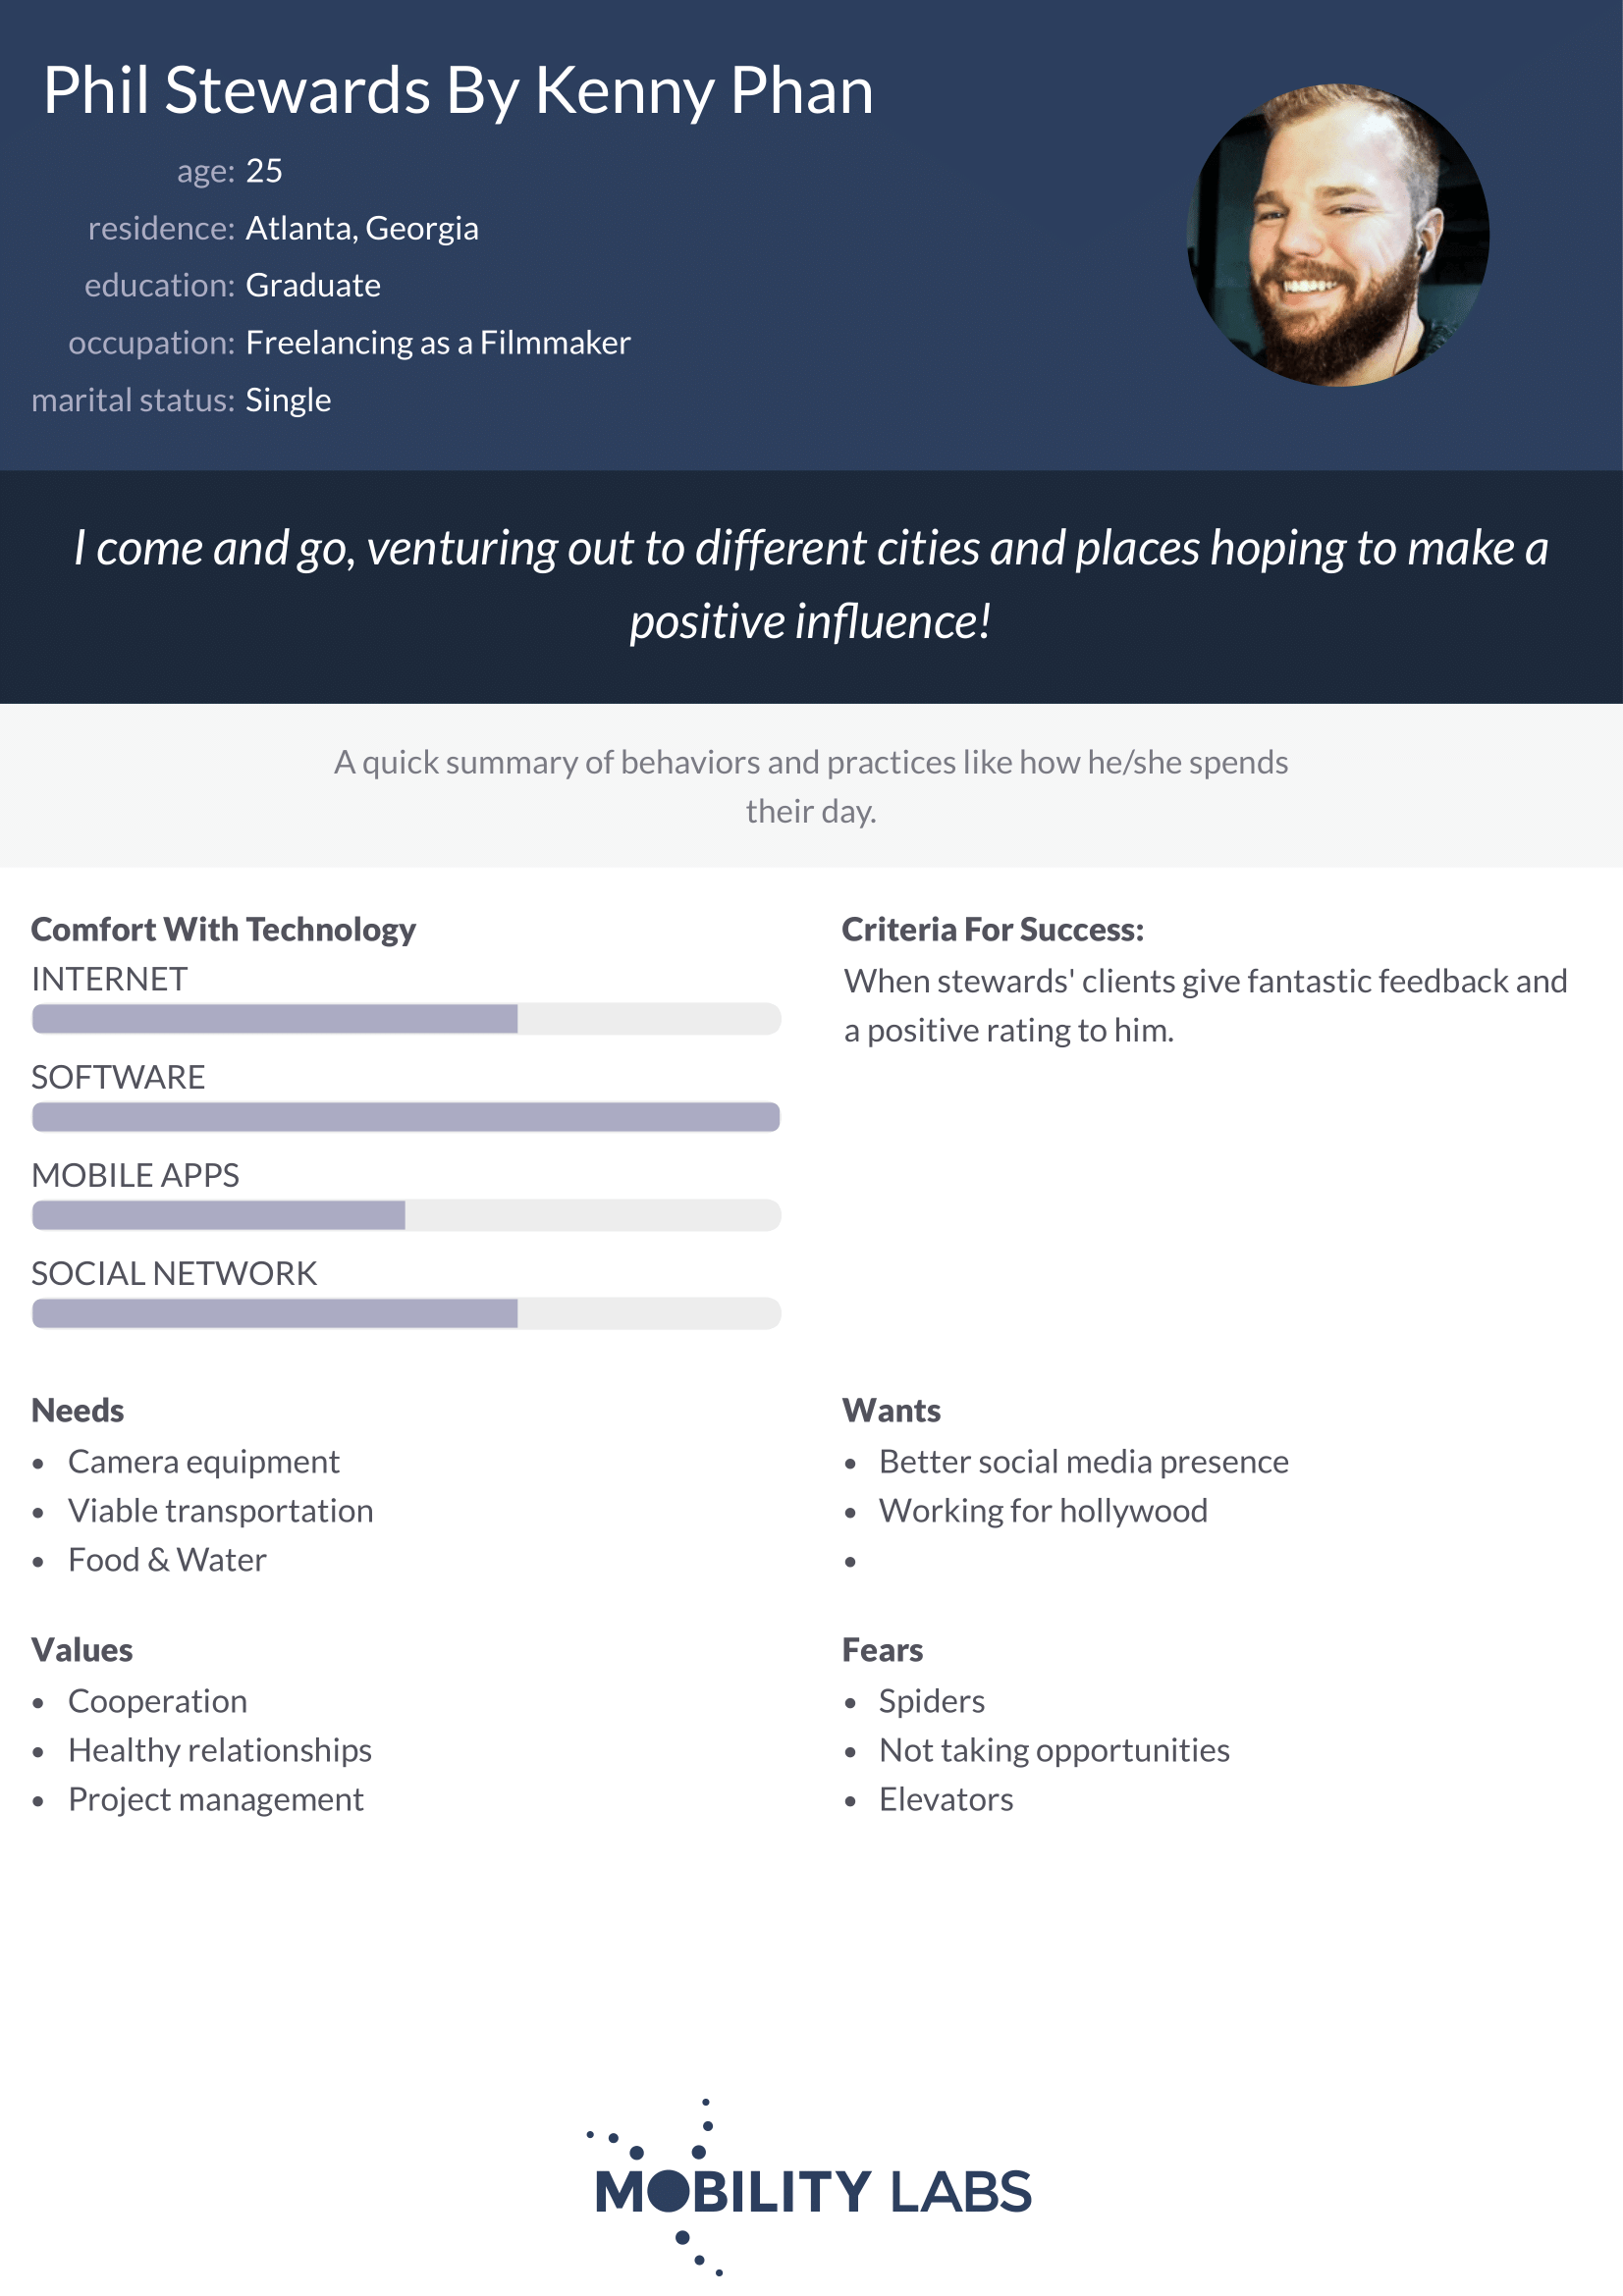 Phil Stewards By Kenny Phan
age: 25
residence: Atlanta, Georgia
education: Graduate
occupation: Freelancing as a Filmmaker
marital status: Single
I come and go, venturing out to different cities and places hoping to make a
positive influence!
A quick summary of behaviors and practices like how he/she spends
their day.
Comfort With Technology
INTERNET
SOFTWARE
MOBILE APPS
SOCIAL NETWORK
Criteria For Success:
When stewards' clients give fantastic feedback and
a positive rating to him.
Needs
• Camera equipment
• Viable transportation
• Food & Water
Wants
• Better social media presence
• Working for hollywood
•
Values
• Cooperation
• Healthy relationships
• Project management
Fears
• Spiders
• Not taking opportunities
• Elevators
MOBILITY LABS